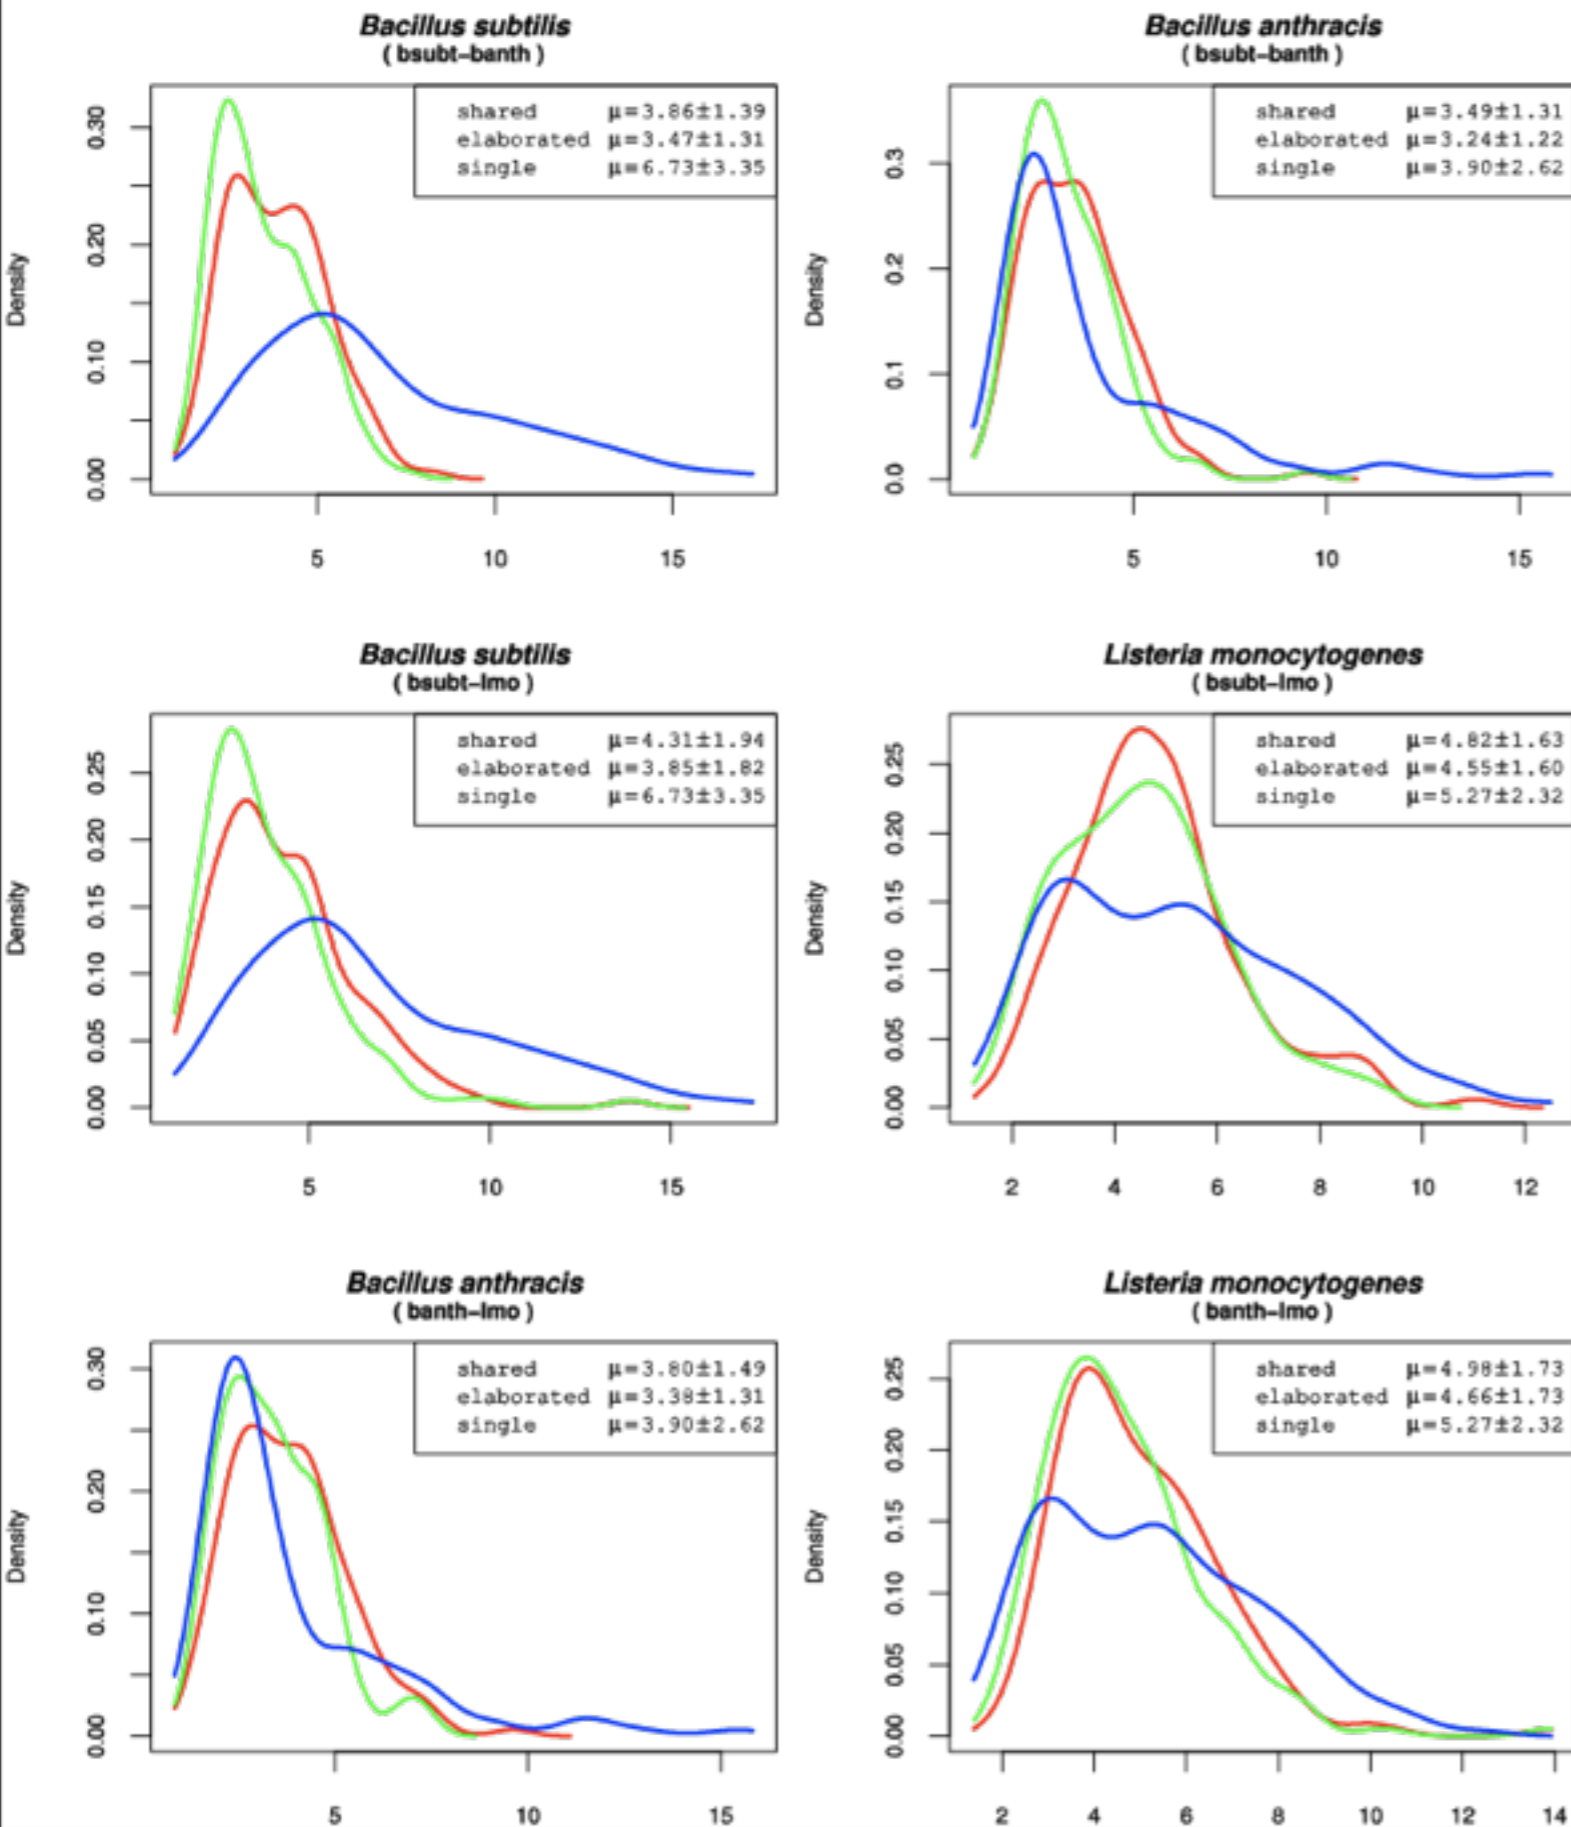 Bacillus subtilis
( bsubt–banth )
shared μ=3.86±1.39
elaborated μ=3.47±1.31
single μ=6.73±3.35
Density
0.00 0.10 0.20 0.30
5 10 15
Bacillus anthracis
( bsubt–banth )
shared μ=3.49±1.31
elaborated μ=3.24±1.22
single μ=3.90±2.62
Density
0.0 0.1 0.2 0.3
5 10 15
Bacillus subtilis
( bsubt–lmo )
shared μ=4.31±1.94
elaborated μ=3.85±1.82
single μ=6.73±3.35
Density
0.00 0.05 0.10 0.15 0.20 0.25
5 10 15
Listeria monocytogenes
( bsubt–lmo )
shared μ=4.82±1.63
elaborated μ=4.55±1.60
single μ=5.27±2.32
Density
0.00 0.05 0.10 0.15 0.20 0.25
2 4 6 8 10 12
Bacillus anthracis
( banth–lmo )
shared μ=3.80±1.49
elaborated μ=3.38±1.31
single μ=3.90±2.62
Density
0.00 0.10 0.20 0.30
5 10 15
Listeria monocytogenes
( banth–lmo )
shared μ=4.98±1.73
elaborated μ=4.66±1.73
single μ=5.27±2.32
Density
0.00 0.05 0.10 0.15 0.20 0.25
2 4 6 8 10 12 14